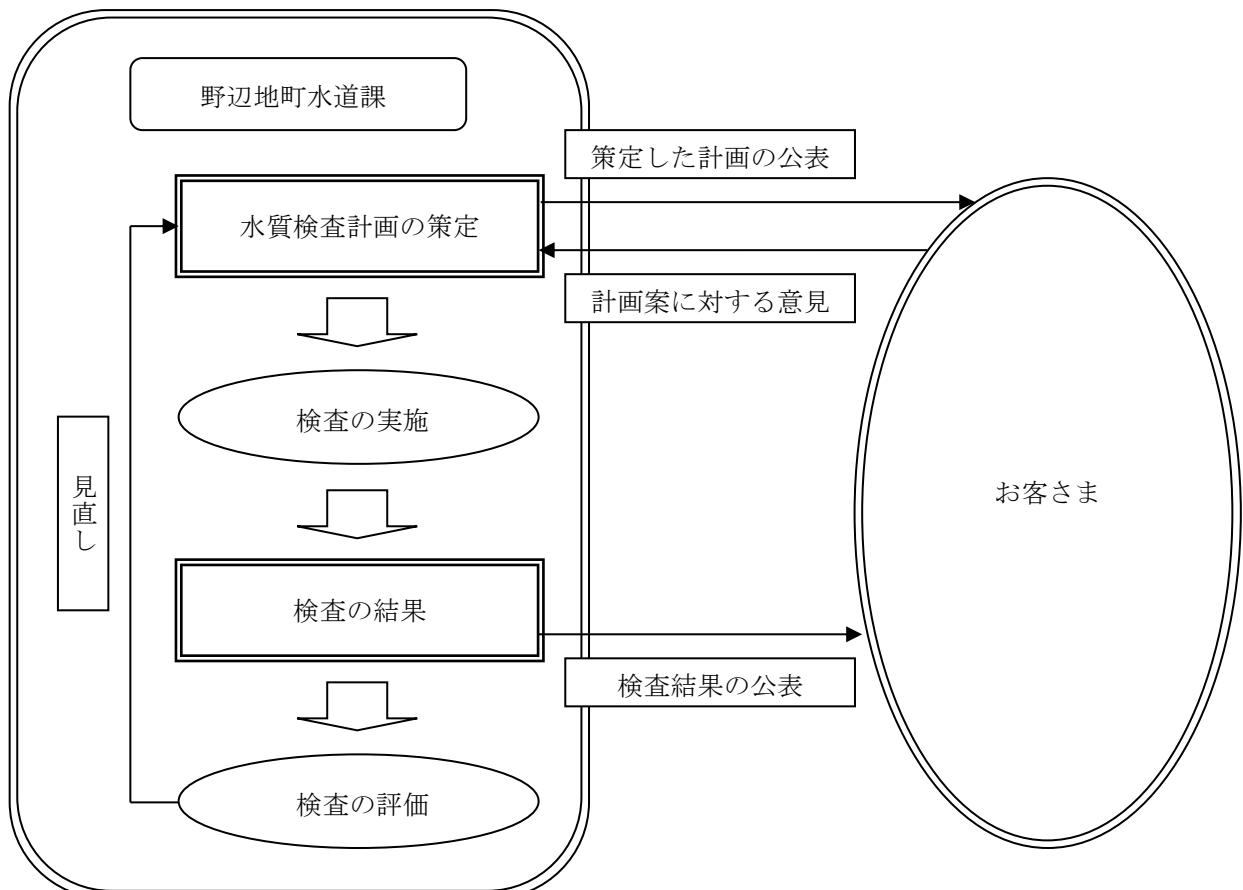 野辺地町水道課
策定した計画の公表
水質検査計画の策定
計画案に対する意見
検査の実施
見直し
お客さま
検査の結果
検査結果の公表
検査の評価